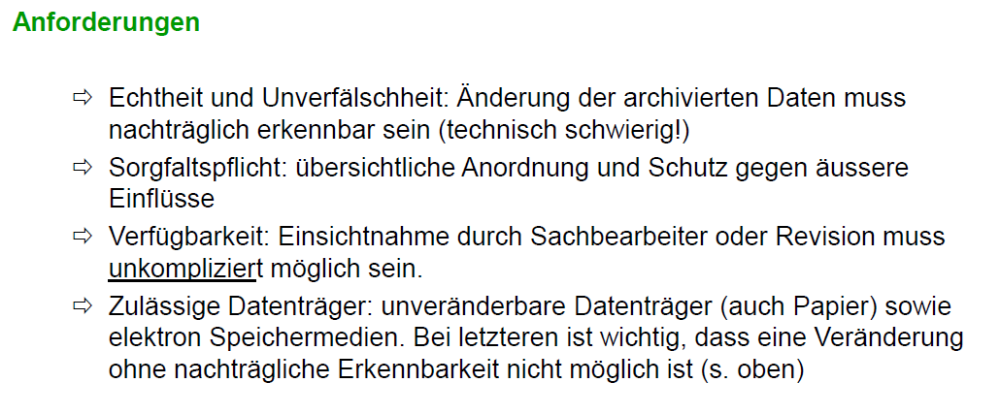 Anforderungen
⇨ Echtheit und Unverfälschheit: Änderung der archivierten Daten muss
nachträglich erkennbar sein (technisch schwierig!)
⇨ Sorgfaltspflicht: übersichtliche Anordnung und Schutz gegen äussere
Einflüsse
⇨ Verfügbarkeit: Einsichtnahme durch Sachbearbeiter oder Revision muss
unkompliziert möglich sein.
⇨ Zulässige Datenträger: unveränderbare Datenträger (auch Papier) sowie
elektron Speichermedien. Bei letzteren ist wichtig, dass eine Veränderung
ohne nachträgliche Erkennbarkeit nicht möglich ist (s. oben)